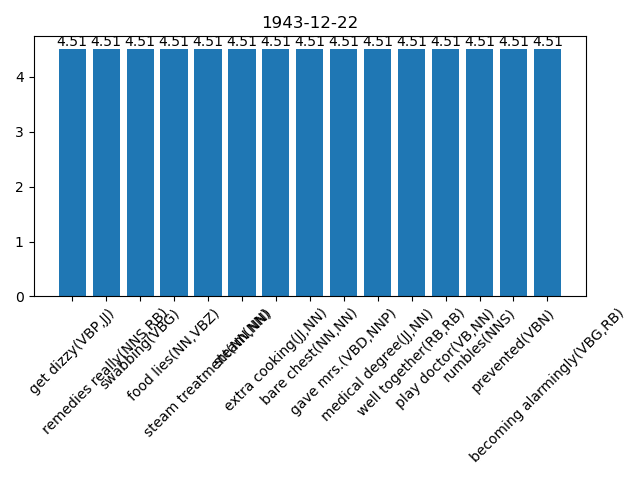 1943-12-22
4.51 4.51 4.51 4.51 4.51 4.51 4.51 4.51 4.51 4.51 4.51 4.51 4.51 4.51 4.51
4
3
2
1
0
get dizzy(VBP,JJ)
remedies really(NNS,RB)
swabbing(VBG)
food lies(NN,VBZ)
steam treatment(NN,NN)
steam(NN)
extra cooking(JJ,NN)
bare chest(NN,NN)
gave mrs.(VBD,NNP)
medical degree(JJ,NN)
well together(RB,RB)
play doctor(VB,NN)
rumbles(NNS)
prevented(VBN)
becoming alarmingly(VBG,RB)